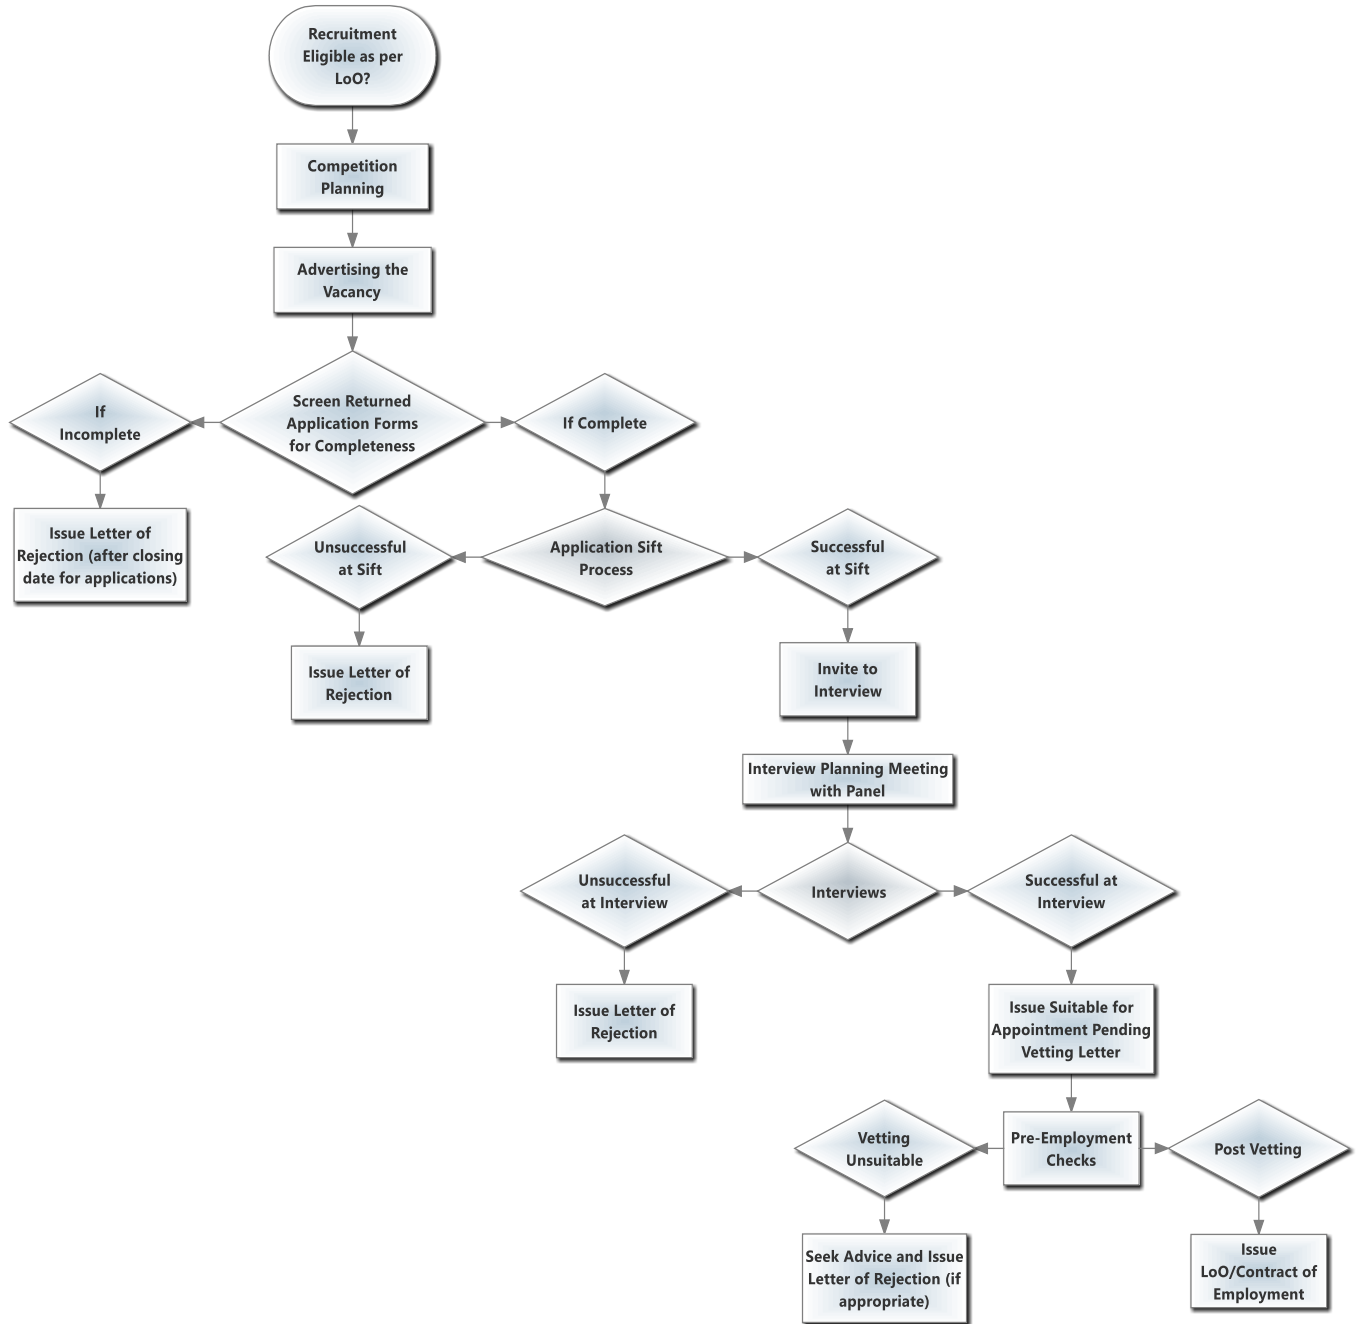 Recruitment
Eligible as per
LoO?
Competition
Planning
Advertising the
Vacancy
If
Incomplete
Screen Returned
Application Forms
for Completeness
If Complete
Issue Letter of
Rejection (after closing
date for applications)
Unsuccessful
at Sift
Application Sift
Process
Successful
at Sift
Issue Letter of
Rejection
Invite to
Interview
Interview Planning Meeting
with Panel
Unsuccessful
at Interview
Interviews
Successful at
Interview
Issue Letter of
Rejection
Issue Suitable for
Appointment Pending
Vetting Letter
Vetting
Unsuitable
Pre-Employment
Checks
Post Vetting
Seek Advice and Issue
Letter of Rejection (if
appropriate)
Issue
LoO/Contract of
Employment